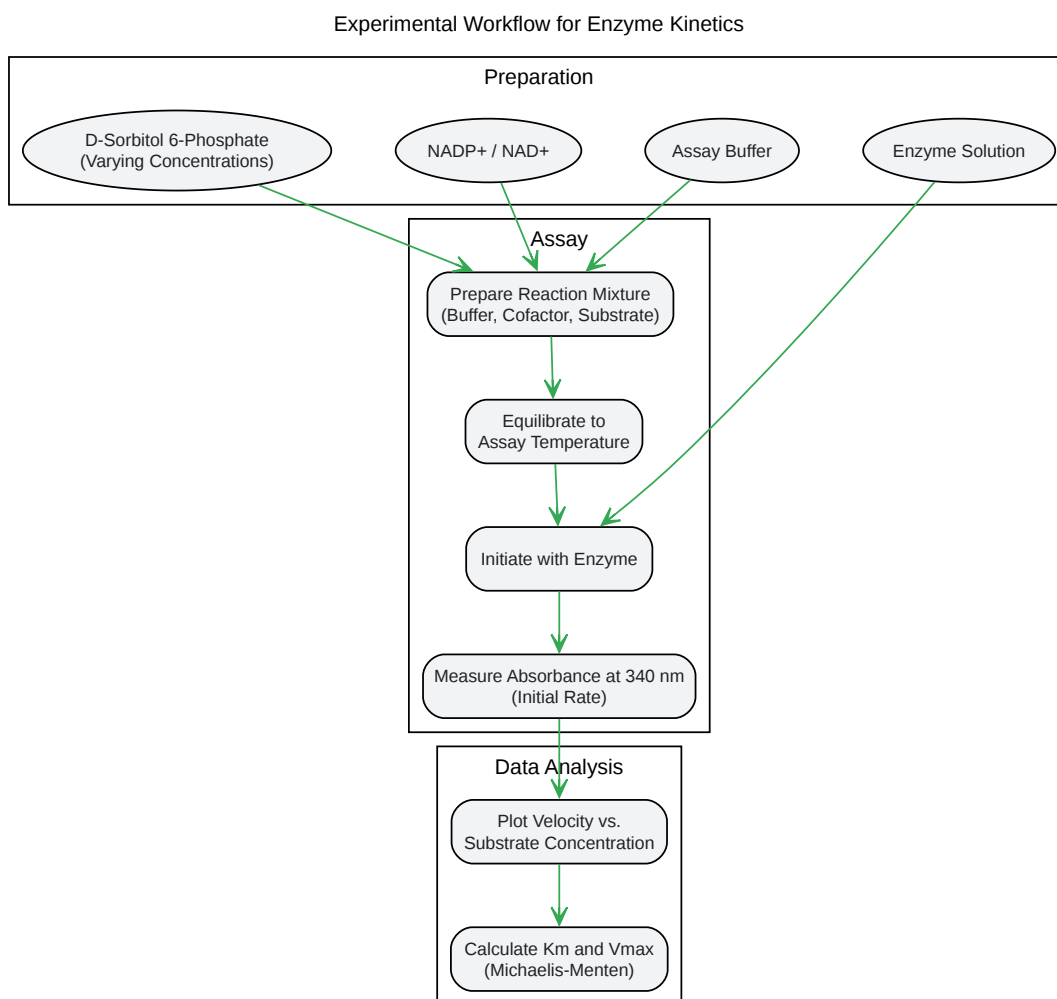 Experimental Workflow for Enzyme Kinetics
Preparation
D-Sorbitol 6-Phosphate
(Varying Concentrations)
NADP+ / NAD+
Assay Buffer
Enzyme Solution
Assay
Prepare Reaction Mixture
(Buffer, Cofactor, Substrate)
Equilibrate to
Assay Temperature
Initiate with Enzyme
Measure Absorbance at 340 nm
(Initial Rate)
Data Analysis
Plot Velocity vs.
Substrate Concentration
Calculate Km and Vmax
(Michaelis-Menten)